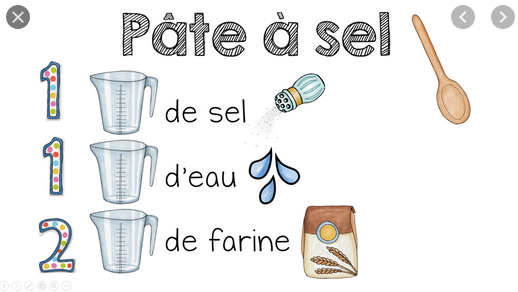 Pâte à sel
1 de sel
1 d'eau
2 de farine